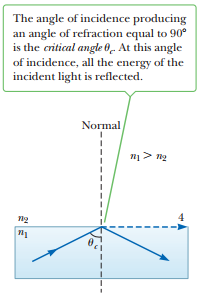 The angle of incidence producing
an angle of refraction equal to 90°
is the critical angle θc. At this angle
of incidence, all the energy of the
incident light is reflected.
Normal
n1 > n2
n2
4
n1
θc